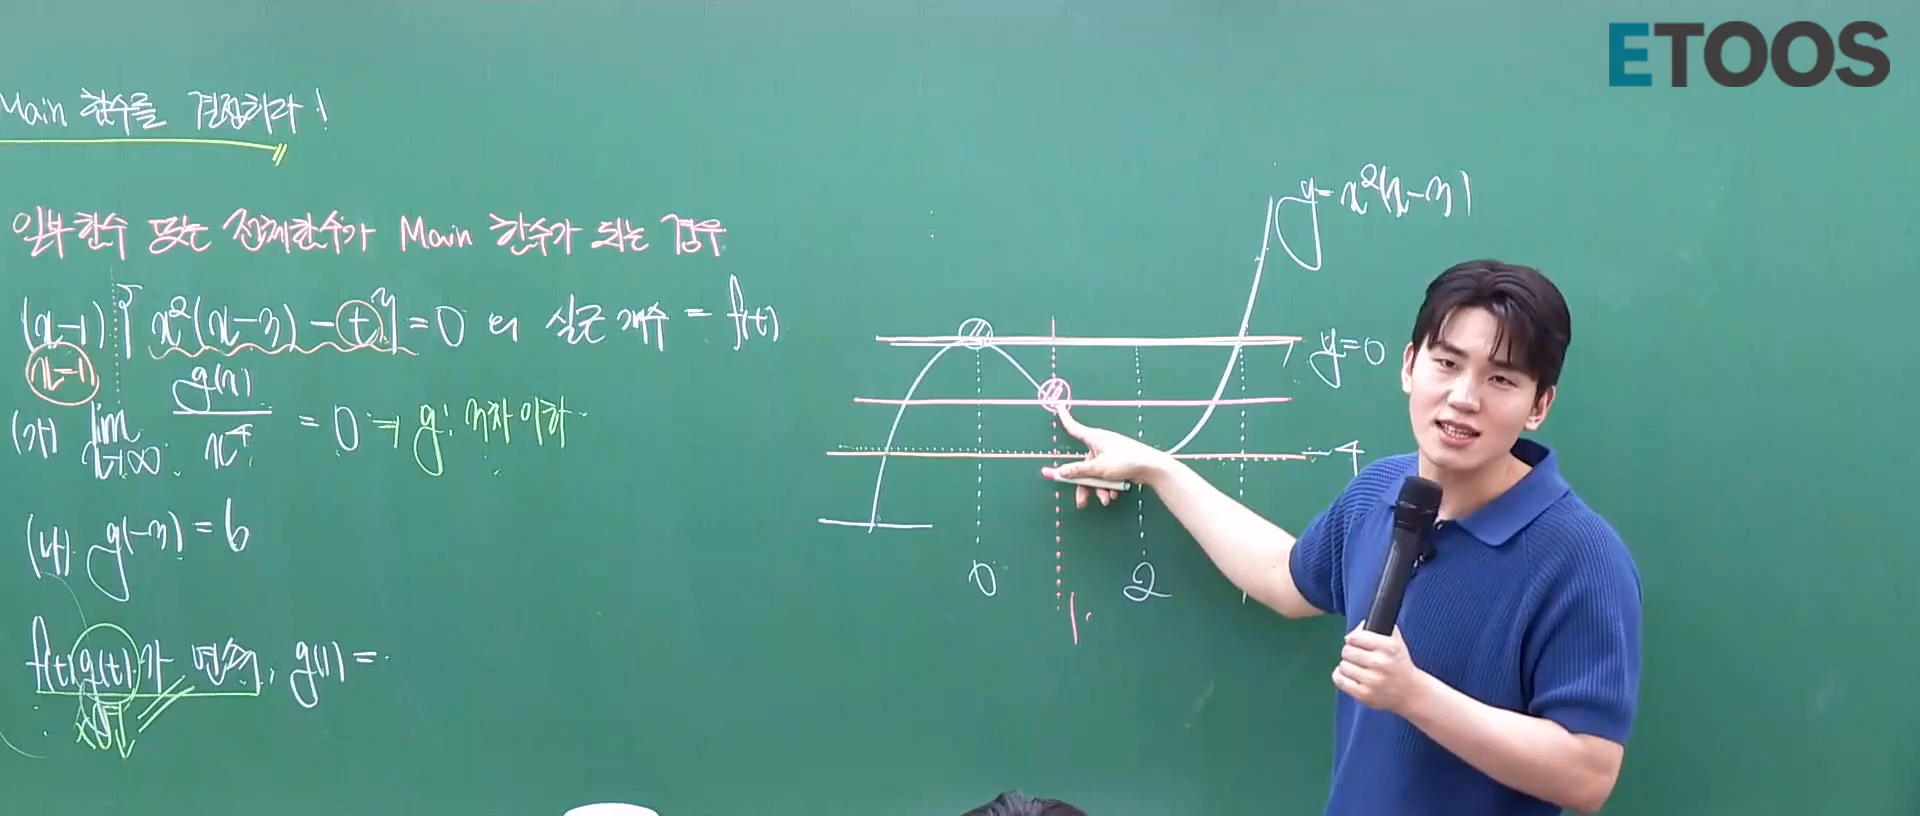 ETOOS
Main 함수를 결정하라!
일부함수 또는 전체함수가 Main 함수가 되는 경우
(x-1){x²(x-3)-t}=0 의 실근 개수 = f(t)
x=1
(가) lim x→∞ g(x)/x⁴ = 0 → g: 3차 이하
(나) g(-3)=6
f(t)g(t)가 연속, g(1)=
y=x²(x-3)
y=0
-4
0
1
2